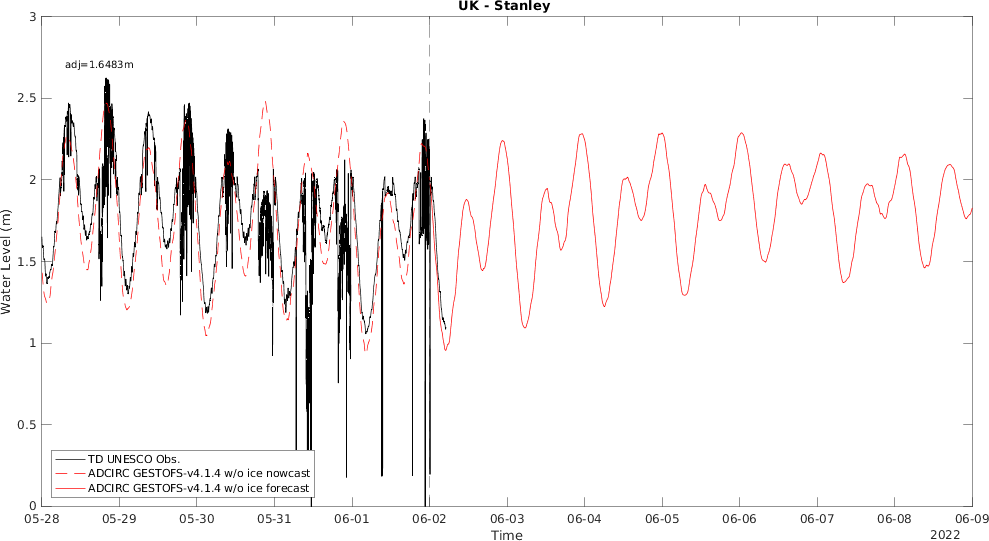 UK - Stanley
adj=1.6483m
3
2.5
2
1.5
1
0.5
0
Water Level (m)
TD UNESCO Obs.
ADCIRC GESTOFS-v4.1.4 w/o ice nowcast
ADCIRC GESTOFS-v4.1.4 w/o ice forecast
05-28 05-29 05-30 05-31 06-01 06-02 06-03 06-04 06-05 06-06 06-07 06-08 06-09
Time
2022